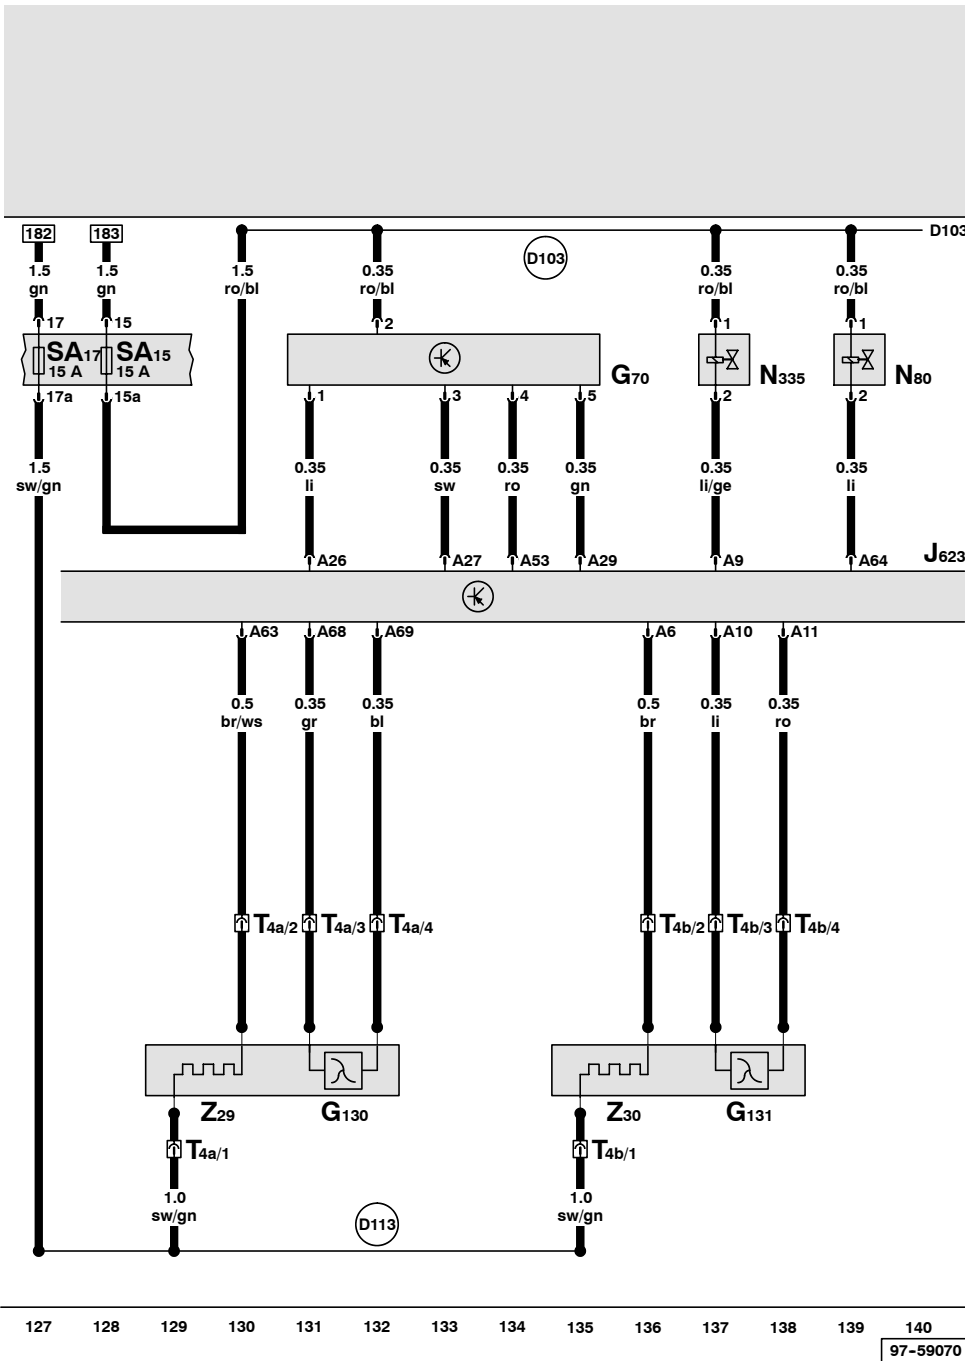 D103
182 183
D103
1.5 1.5 1.5 0.35 0.35 0.35
gn gn ro/bl ro/bl ro/bl ro/bl
17 15 2 1 1
SA17 SA15
15 A 15 A
G70 N335 N80
17a 15a 1 3 4 5 2 2
1.5 0.35 0.35 0.35 0.35 0.35 0.35
sw/gn li sw ro gn li/ge li
J623
A26 A27 A53 A29 A9 A64
A63 A68 A69 A6 A10 A11
0.5 0.35 0.35 0.5 0.35 0.35
br/ws gr bl br li ro
T4a/2 T4a/3 T4a/4 T4b/2 T4b/3 T4b/4
Z29 G130 Z30 G131
T4a/1 T4b/1
1.0 1.0
sw/gn sw/gn
D113
127 128 129 130 131 132 133 134 135 136 137 138 139 140
97-59070